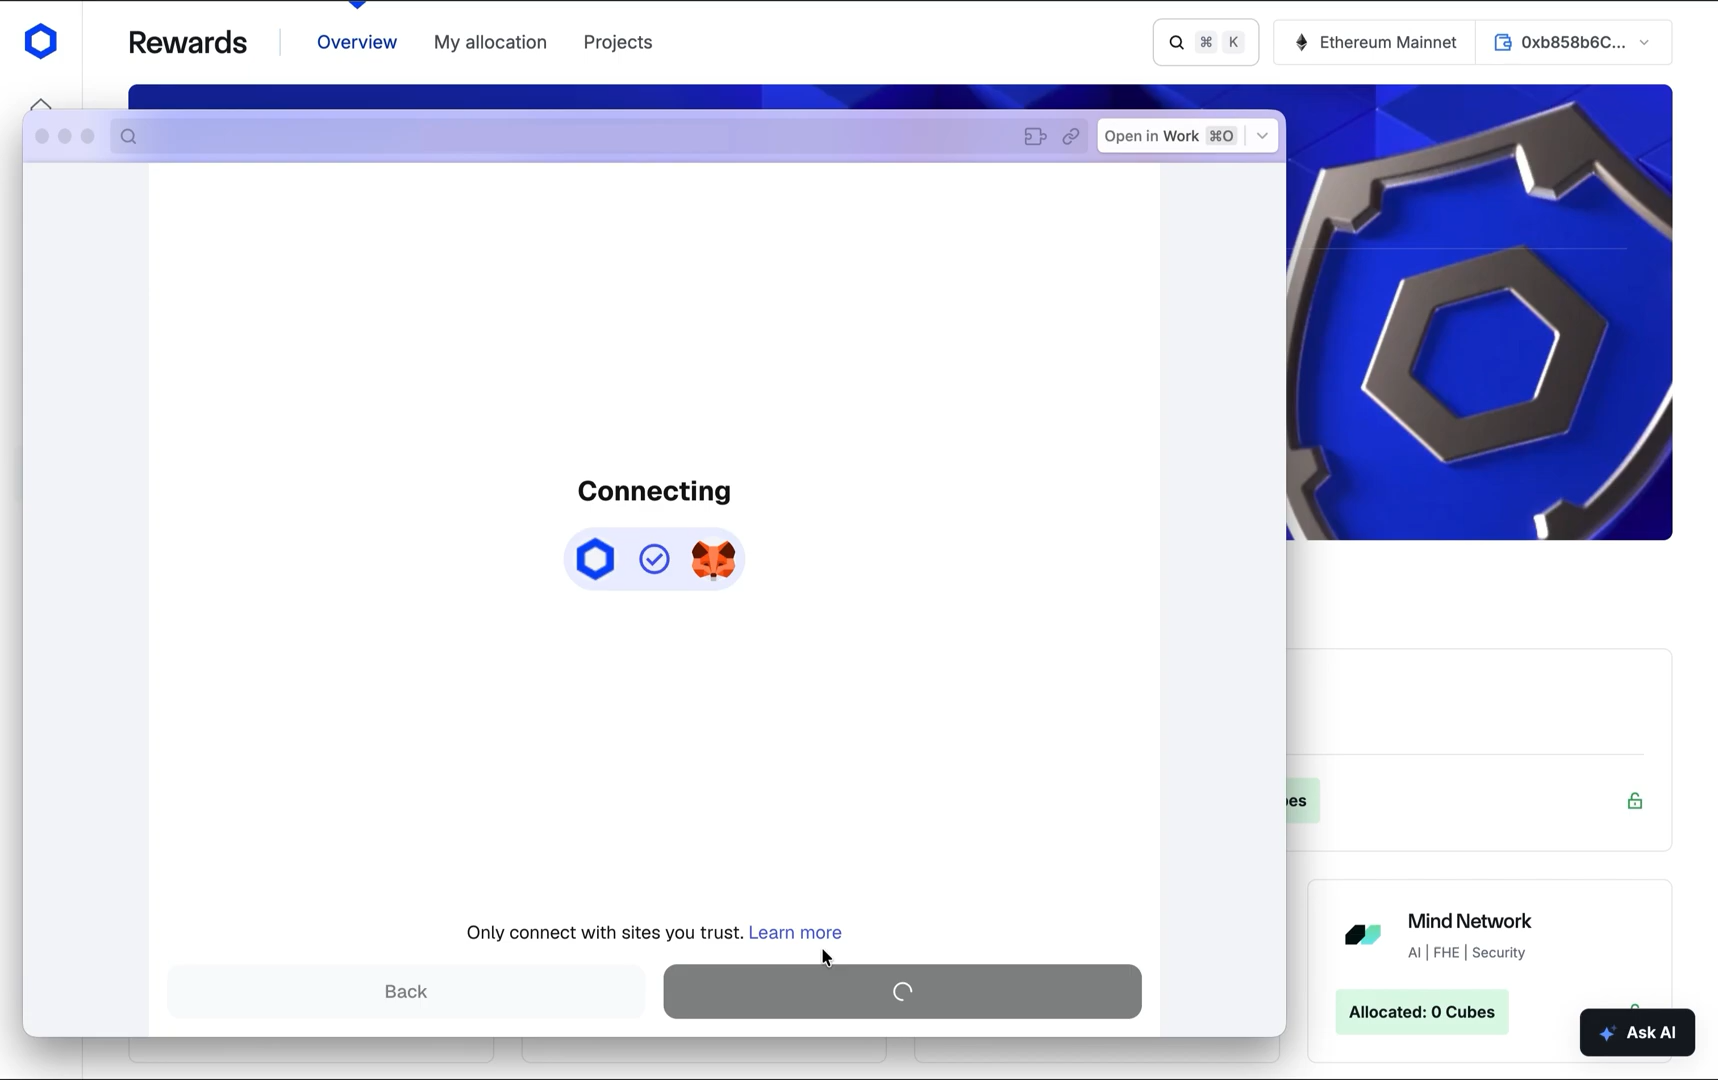 Rewards
Overview
My allocation
Projects
⌘ K
Ethereum Mainnet
0xb858b6C...
Open in Work ⌘O
Connecting
Only connect with sites you trust. Learn more
Back
Mind Network
AI | FHE | Security
Allocated: 0 Cubes
Ask AI